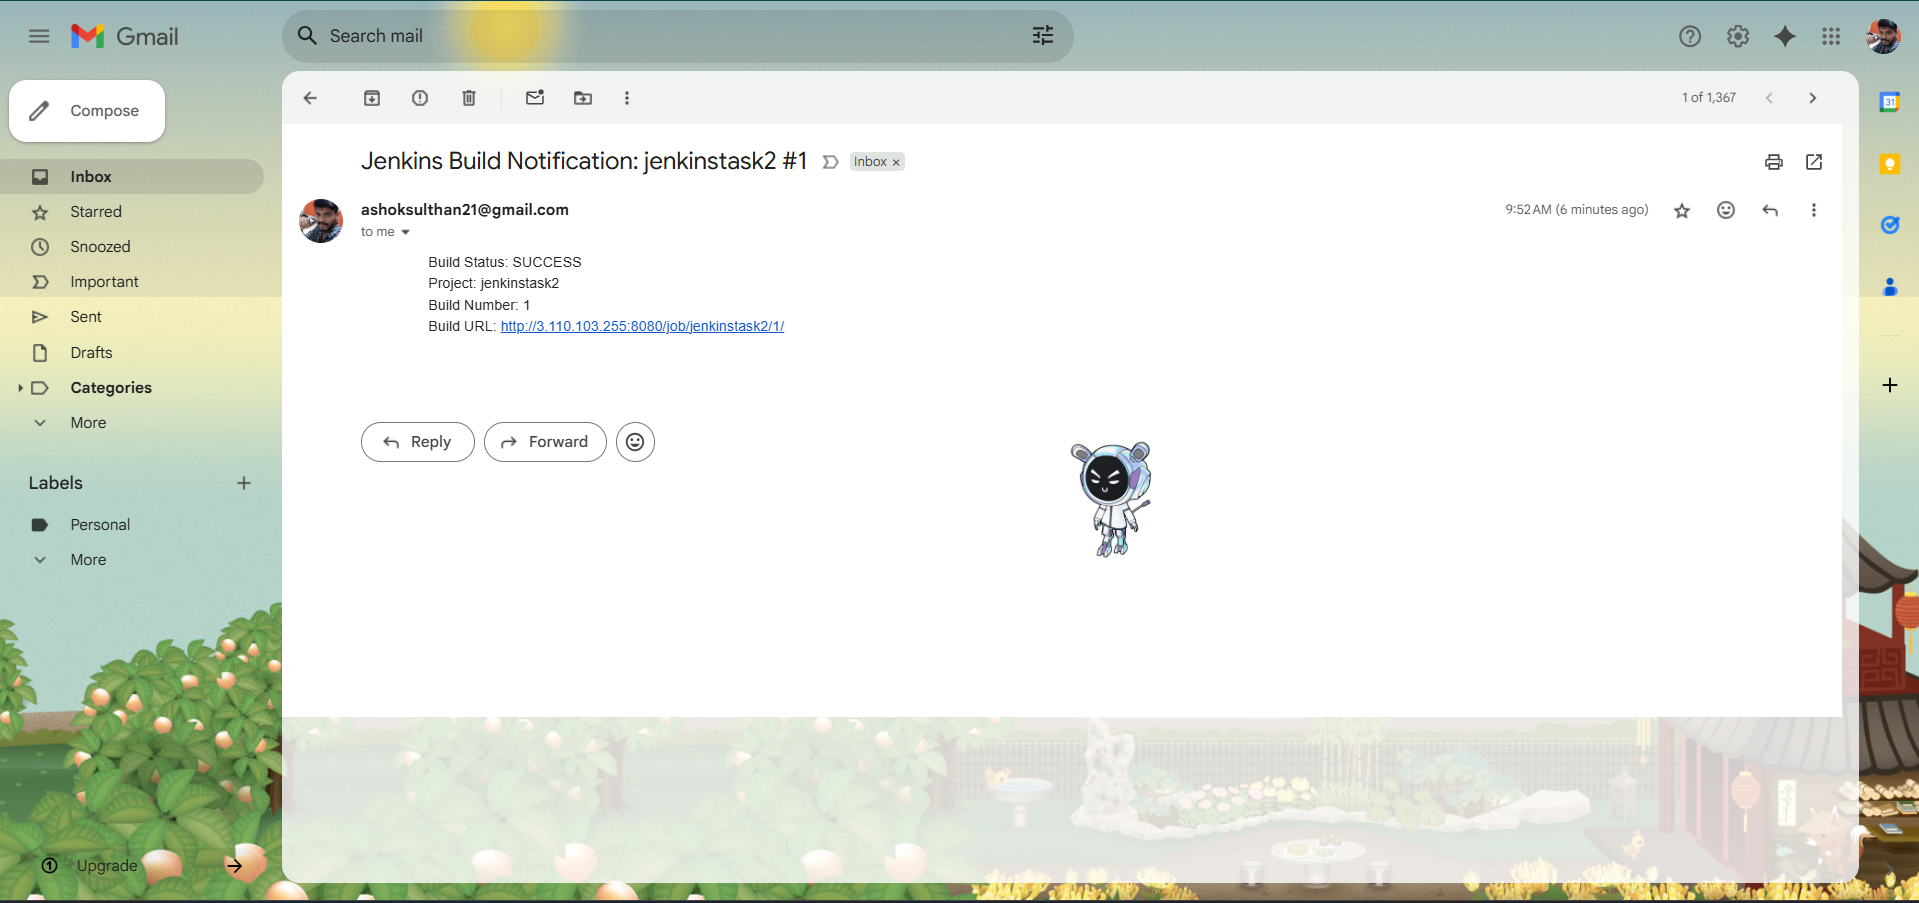 Gmail
Search mail
Compose
1 of 1,367
Inbox
Starred
Snoozed
Important
Sent
Drafts
Categories
More
Labels
Personal
More
Upgrade
Jenkins Build Notification: jenkinstask2 #1
Inbox ×
ashoksulthan21@gmail.com
9:52 AM (6 minutes ago)
to me
Build Status: SUCCESS
Project: jenkinstask2
Build Number: 1
Build URL: http://3.110.103.255:8080/job/jenkinstask2/1/
Reply
Forward
31